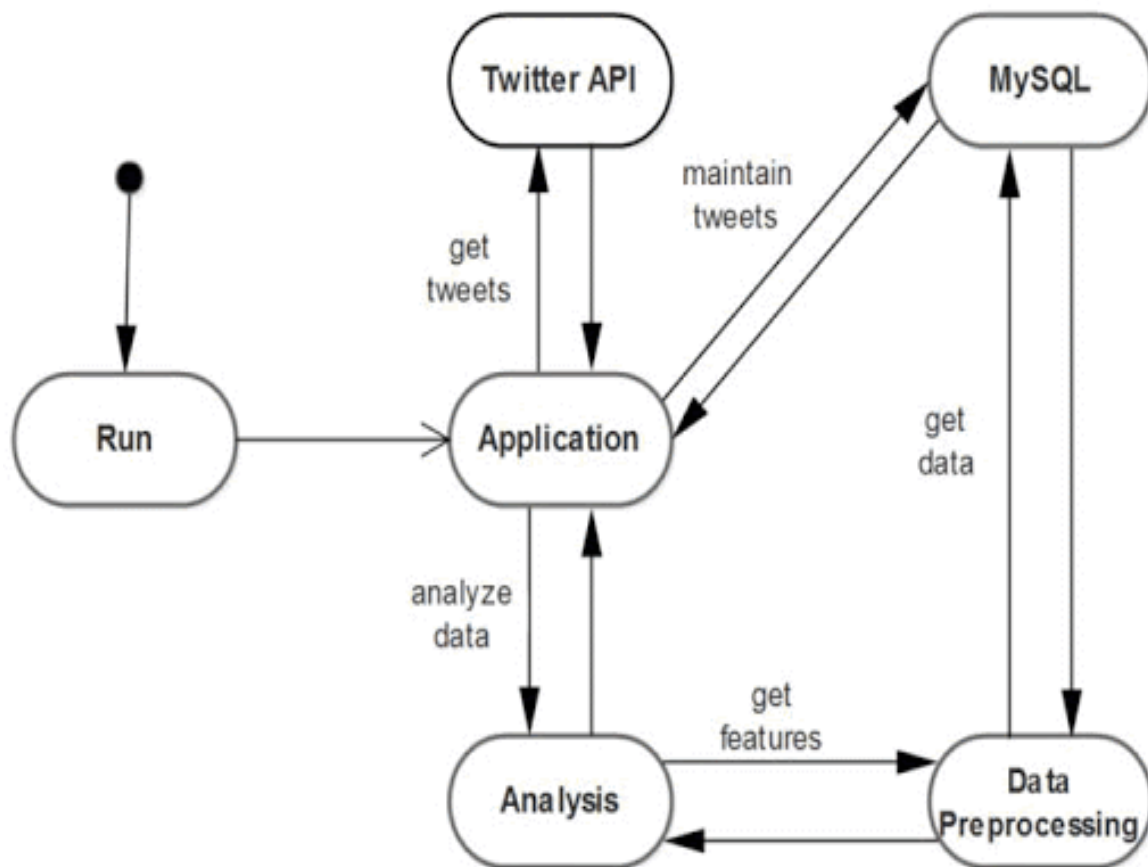 Twitter API
MySQL
maintain
tweets
get
tweets
Run
Application
get
data
analyze
data
get
features
Analysis
Data
Preprocessing